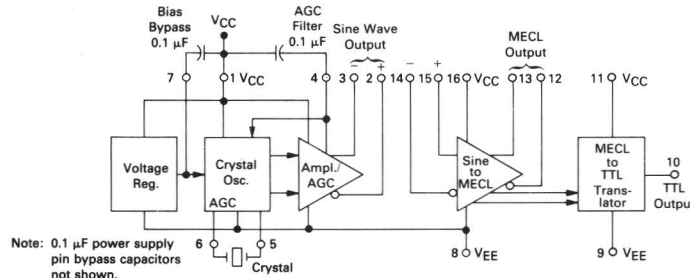 Bias
Bypass
0.1 µF
VCC
AGC
Filter
0.1 µF
Sine Wave
Output
MECL
Output
7
1 VCC
4
3 − 2 +
14 −
15 +
16 VCC
13 12
11 VCC
Voltage
Reg.
Crystal
Osc.
AGC
Ampl./
AGC
Sine
to
MECL
MECL
to
TTL
Trans-
lator
10
TTL
Output
6
5
Crystal
8 VEE
9 VEE
Note: 0.1 µF power supply
pin bypass capacitors
not shown.